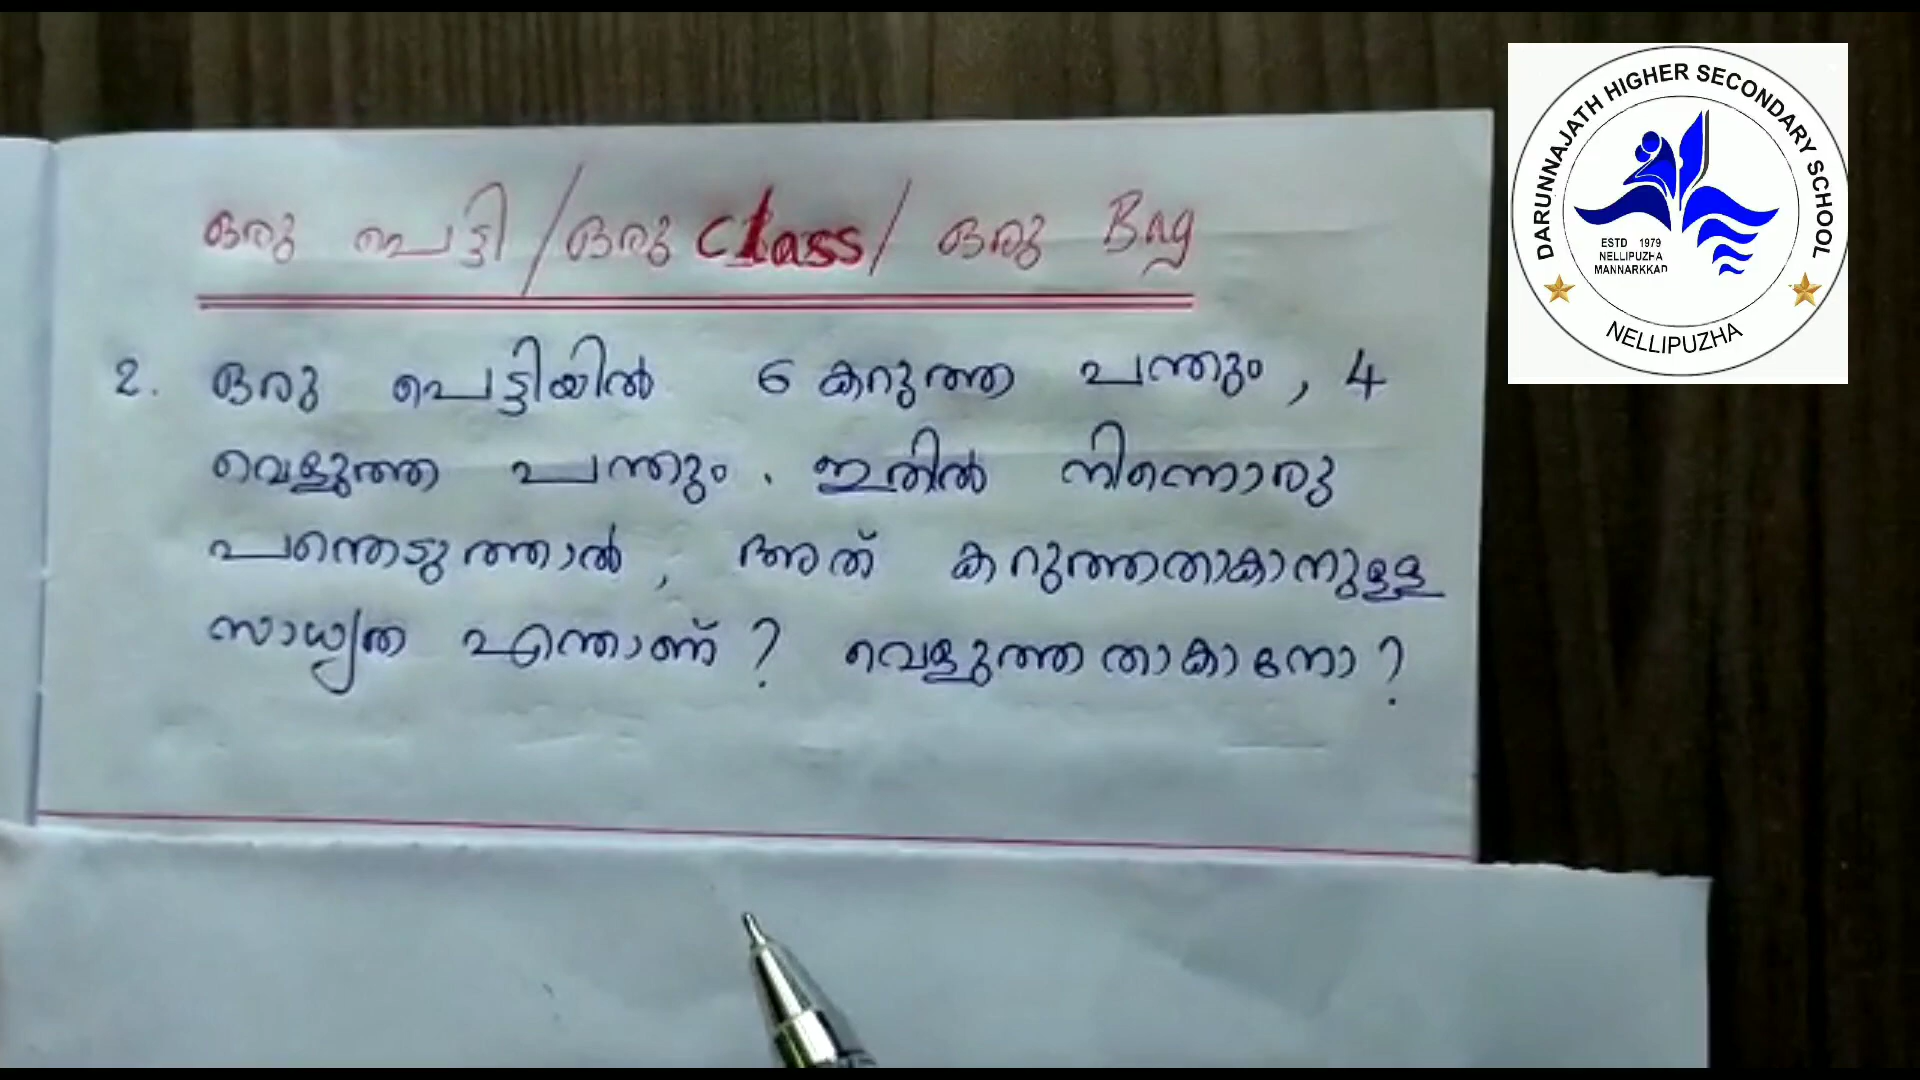 ഒരു പെട്ടി / ഒരു Class / ഒരു Bag
2. ഒരു പെട്ടിയിൽ 6 കറുത്ത പന്തും, 4
വെളുത്ത പന്തും. ഇതിൽ നിന്നൊരു
പന്തെടുത്താൽ, അത് കറുത്തതാകാനുള്ള
സാധ്യത എന്താണ്? വെളുത്തതാകാനോ?
DARUNNAJATH HIGHER SECONDARY SCHOOL
ESTD 1979
NELLIPUZHA
MANNARKKAD
NELLIPUZHA